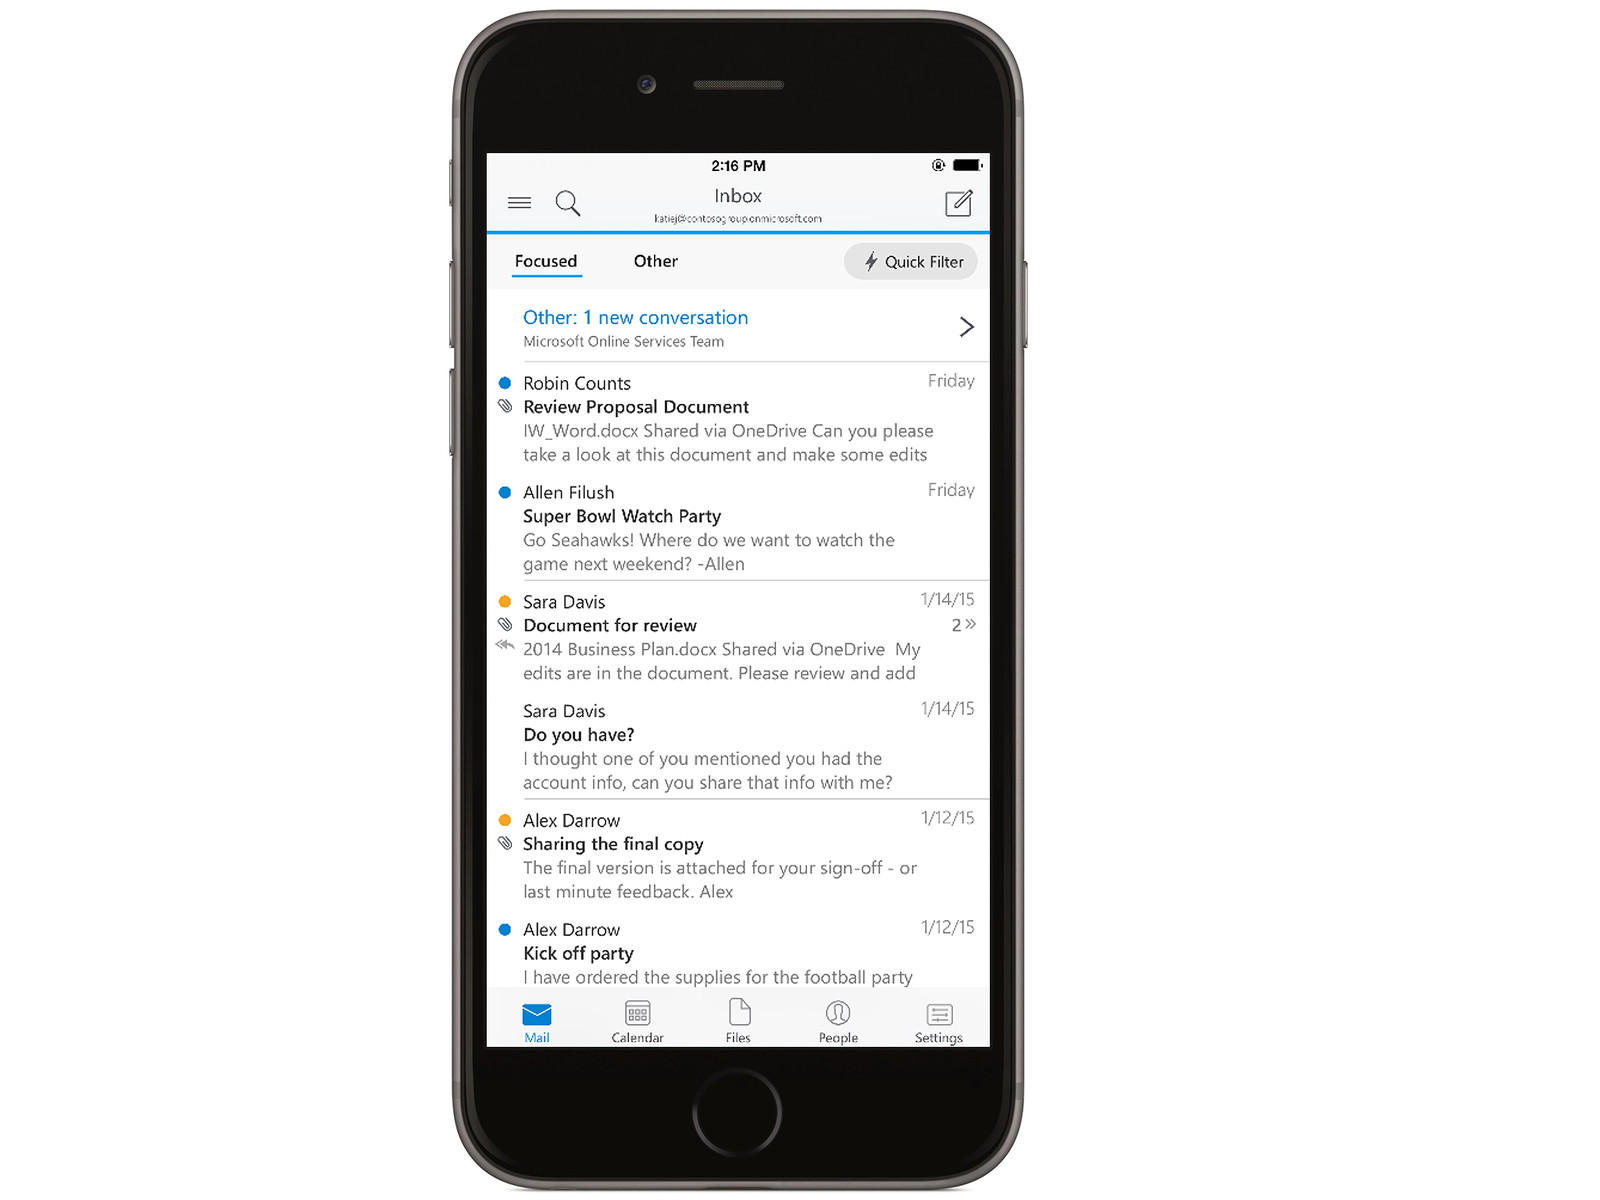 2:16 PM
Inbox
katiej@contosogroup.onmicrosoft.com
Focused Other Quick Filter
Other: 1 new conversation
Microsoft Online Services Team
Robin Counts Friday
Review Proposal Document
IW_Word.docx Shared via OneDrive Can you please
take a look at this document and make some edits
Allen Filush Friday
Super Bowl Watch Party
Go Seahawks! Where do we want to watch the
game next weekend? -Allen
Sara Davis 1/14/15
Document for review 2»
2014 Business Plan.docx Shared via OneDrive My
edits are in the document. Please review and add
Sara Davis 1/14/15
Do you have?
I thought one of you mentioned you had the
account info, can you share that info with me?
Alex Darrow 1/12/15
Sharing the final copy
The final version is attached for your sign-off - or
last minute feedback. Alex
Alex Darrow 1/12/15
Kick off party
I have ordered the supplies for the football party
Mail Calendar Files People Settings